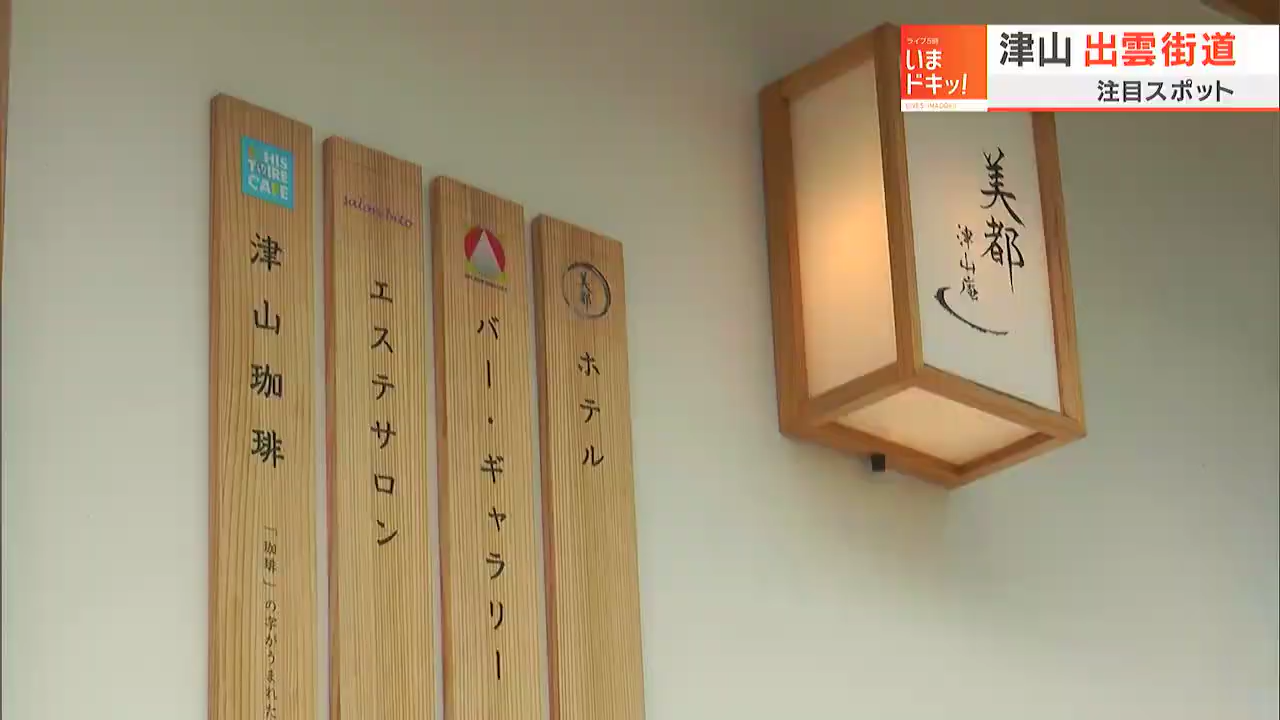 ライブ5時
いま
ドキッ!
津山 出雲街道
注目スポット
美都
津山庵
美都
ホテル
バー・ギャラリー
salon bito
エステサロン
HIS
TOIRE
CAFE
津山珈琲
「珈琲」の字がうまれた